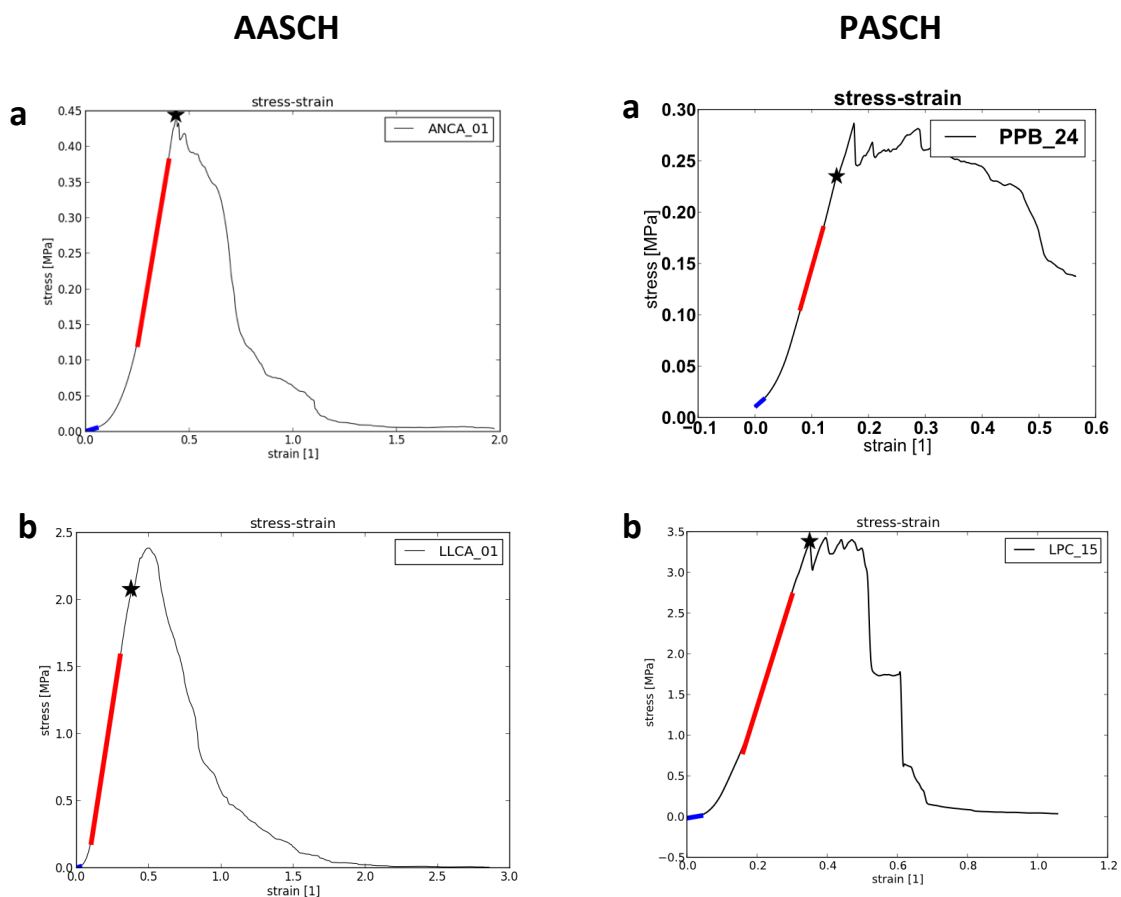 AASCH
PASCH
a
stress-strain
ANCA_01
0.45
0.40
0.35
0.30
0.25
0.20
0.15
0.10
0.05
0.00
stress [MPa]
0.0 0.5 1.0 1.5 2.0
strain [1]
a
stress-strain
PPB_24
0.30
0.25
0.20
0.15
0.10
0.05
0.00
stress [MPa]
−0.1 0.0 0.1 0.2 0.3 0.4 0.5 0.6
strain [1]
b
stress-strain
LLCA_01
2.5
2.0
1.5
1.0
0.5
0.0
stress [MPa]
0.0 0.5 1.0 1.5 2.0 2.5 3.0
strain [1]
b
stress-strain
LPC_15
3.5
3.0
2.5
2.0
1.5
1.0
0.5
0.0
−0.5
stress [MPa]
0.0 0.2 0.4 0.6 0.8 1.0 1.2
strain [1]